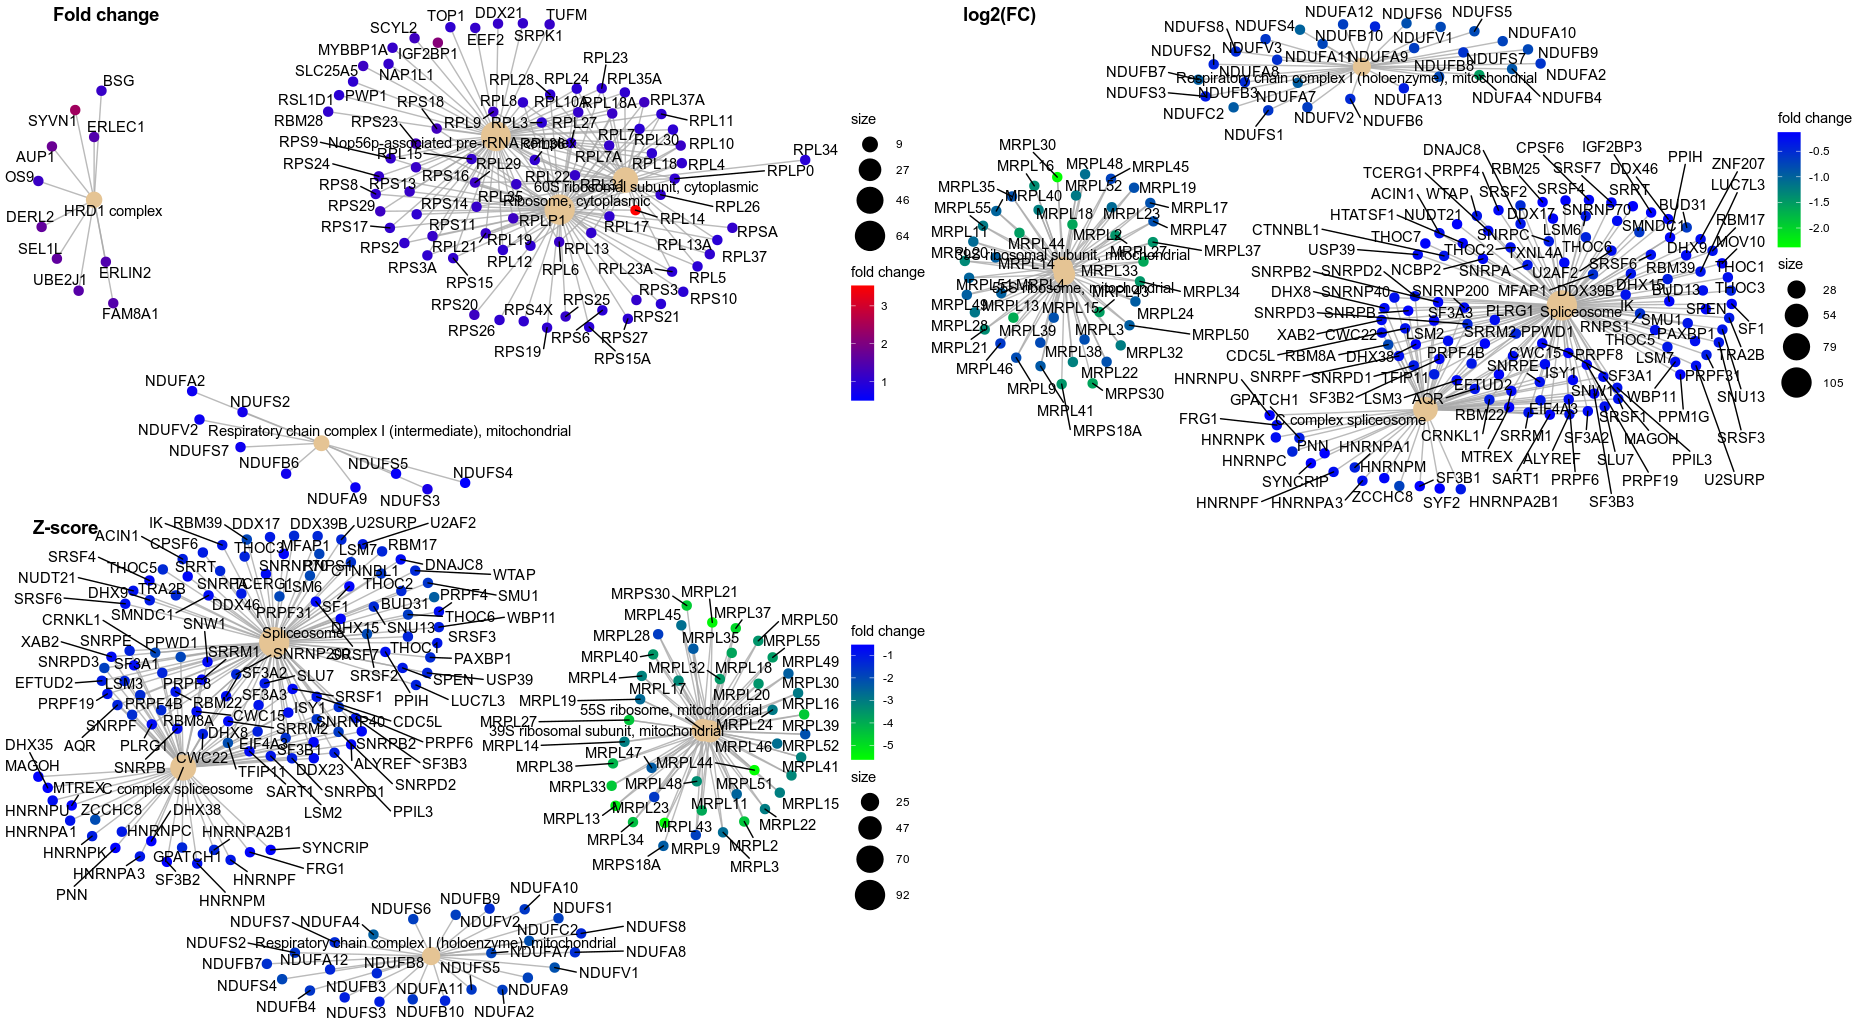 Fold change
BSG
SYVN1
ERLEC1
AUP1
OS9
HRD1 complex
DERL2
SEL1L
UBE2J1
ERLIN2
FAM8A1
TOP1
DDX21
TUFM
SCYL2
EEF2
SRPK1
MYBBP1A
IGF2BP1
SLC25A5
NAP1L1
RPL23
RPL28
RPL24
RPL35A
RSL1D1
PWP1
RPS18
RPL8
RPL10A
RPL18A
RPL37A
RBM28
RPS23
RPL9
RPL3
RPL27
RPL11
RPS9
Nop56p-associated pre-rRNA complex
RPL7
RPL30
RPL10
RPL34
RPS24
RPL15
RPL29
RPL7A
RPL18
RPL4
RPLP0
RPS8
RPS13
RPS16
RPL22
RPL31
60S ribosomal subunit, cytoplasmic
RPS29
RPS14
RPL35
Ribosome, cytoplasmic
RPL26
RPS17
RPS11
RPLP1
RPL17
RPL14
RPSA
RPS2
RPL21
RPL19
RPL13
RPL13A
RPS3A
RPL12
RPL6
RPL23A
RPL37
RPL5
RPS15
RPS3
RPS10
RPS20
RPS4X
RPS25
RPS21
RPS26
RPS19
RPS6
RPS27
RPS15A
NDUFA2
NDUFS2
NDUFV2
Respiratory chain complex I (intermediate), mitochondrial
NDUFS7
NDUFB6
NDUFS5
NDUFS4
NDUFA9
NDUFS3
size
9
27
46
64
fold change
3
2
1
log2(FC)
NDUFS8
NDUFS4
NDUFA12
NDUFS6
NDUFS5
NDUFB10
NDUFV1
NDUFA10
NDUFS2
NDUFV3
NDUFA11
NDUFA9
NDUFS7
NDUFB9
NDUFB7
NDUFA8
NDUFB8
NDUFA2
Respiratory chain complex I (holoenzyme), mitochondrial
NDUFS3
NDUFB3
NDUFA7
NDUFA13
NDUFA4
NDUFB4
NDUFC2
NDUFV2
NDUFB6
NDUFS1
MRPL30
MRPL16
MRPL48
MRPL45
MRPL35
MRPL40
MRPL52
MRPL19
MRPL55
MRPL18
MRPL23
MRPL17
MRPL11
MRPL44
MRPL2
MRPL47
MRPL20
39S ribosomal subunit, mitochondrial
MRPL27
MRPL37
MRPL14
MRPL33
MRPL51
MRPL4
55S ribosome, mitochondrial
MRPL43
MRPL34
MRPL49
MRPL13
MRPL15
MRPL24
MRPL28
MRPL39
MRPL3
MRPL50
MRPL21
MRPL38
MRPL32
MRPL46
MRPL22
MRPL9
MRPS30
MRPL41
MRPS18A
DNAJC8
CPSF6
IGF2BP3
PPIH
TCERG1
PRPF4
RBM25
SRSF7
DDX46
ZNF207
ACIN1
WTAP
SRSF2
SRSF4
SRPT
LUC7L3
HTATSF1
NUDT21
DDX17
SNRNP70
BUD31
RBM17
CTNNBL1
THOC7
SNRPC
LSM6
SMNDC1
MOV10
USP39
THOC2
TXNL4A
THOC6
DHX9
THOC1
SNRPB2
SNRPD2
NCBP2
SNRPA
U2AF2
SRSF6
RBM39
THOC3
DHX8
SNRNP40
SNRNP200
MFAP1
DDX39B
DHX15
BUD13
SNRPD3
SNRPB
SF3A3
PLRG1
Spliceosome
IK
SPEN
XAB2
CWC22
LSM2
SRRM2
PPWD1
RNPS1
SMU1
PAXBP1
SF1
CDC5L
RBM8A
DHX38
PRPF4B
CWC15
PRPF8
THOC5
TRA2B
HNRNPU
SNRPF
SNRPD1
TFIP11
SNRPE
ISY1
SF3A1
LSM7
PRPF31
GPATCH1
SF3B2
LSM3
AQR
EFTUD2
SNW1
WBP11
SNU13
FRG1
C complex spliceosome
RBM22
EIF4A3
SRSF1
PPM1G
HNRNPK
PNN
HNRNPA1
CRNKL1
SRRM1
SF3A2
MAGOH
SRSF3
HNRNPC
HNRNPM
MTREX
ALYREF
SLU7
PPIL3
SYNCRIP
SF3B1
SART1
PRPF6
PRPF19
U2SURP
HNRNPF
HNRNPA3
ZCCHC8
SYF2
HNRNPA2B1
SF3B3
fold change
-0.5
-1.0
-1.5
-2.0
size
28
54
79
105
Z-score
ACIN1
IK
RBM39
DDX17
DDX39B
U2SURP
U2AF2
CPSF6
THOC3
MFAP1
LSM7
RBM17
SRSF4
THOC5
SRRT
SNRNP70
RNPS1
CTNNBL1
DNAJC8
NUDT21
DHX9
TRA2B
SNRPA
TCERG1
LSM6
THOC2
WTAP
SRSF6
SMNDC1
DDX46
PRPF31
SF1
BUD31
PRPF4
SMU1
CRNKL1
SNW1
Spliceosome
DHX15
SNU13
THOC6
WBP11
XAB2
SNRPE
PPWD1
SRRM1
SNRNP200
SRSF7
THOC1
SRSF3
SNRPD3
SF3A1
SF3A2
SLU7
SRSF2
PAXBP1
EFTUD2
LSM3
PRPF8
SPEN
USP39
PRPF19
PRPF4B
RBM22
SF3A3
SRSF1
PPIH
LUC7L3
SNRPF
RBM8A
CWC15
ISY1
SNRNP40
CDC5L
AQR
PLRG1
DHX8
SRRM2
EIF4A3
SF3B1
SNRPB2
PRPF6
DHX35
SNRPB
CWC22
TFIP11
DDX23
ALYREF
SF3B3
MAGOH
MTREX
C complex spliceosome
SART1
SNRPD1
SNRPD2
HNRNPU
ZCCHC8
DHX38
LSM2
PPIL3
HNRNPA1
HNRNPC
HNRNPA2B1
HNRNPK
GPATCH1
SYNCRIP
HNRNPA3
SF3B2
HNRNPF
FRG1
PNN
HNRNPM
MRPS30
MRPL21
MRPL45
MRPL37
MRPL28
MRPL35
MRPL50
MRPL40
MRPL55
MRPL4
MRPL32
MRPL18
MRPL49
MRPL19
MRPL17
MRPL20
MRPL30
55S ribosome, mitochondrial
MRPL16
MRPL27
39S ribosomal subunit, mitochondrial
MRPL24
MRPL39
MRPL14
MRPL47
MRPL46
MRPL52
MRPL38
MRPL44
MRPL41
MRPL33
MRPL48
MRPL51
MRPL13
MRPL23
MRPL11
MRPL15
MRPL34
MRPL43
MRPL22
MRPS18A
MRPL9
MRPL2
MRPL3
NDUFA10
NDUFB9
NDUFS7
NDUFA4
NDUFS6
NDUFV2
NDUFS1
NDUFS2
Respiratory chain complex I (holoenzyme), mitochondrial
NDUFC2
NDUFS8
NDUFB7
NDUFA12
NDUFB8
NDUFA7
NDUFA8
NDUFS5
NDUFV1
NDUFS4
NDUFB3
NDUFA11
NDUFA9
NDUFB4
NDUFS3
NDUFB10
NDUFA2
fold change
-1
-2
-3
-4
-5
size
25
47
70
92